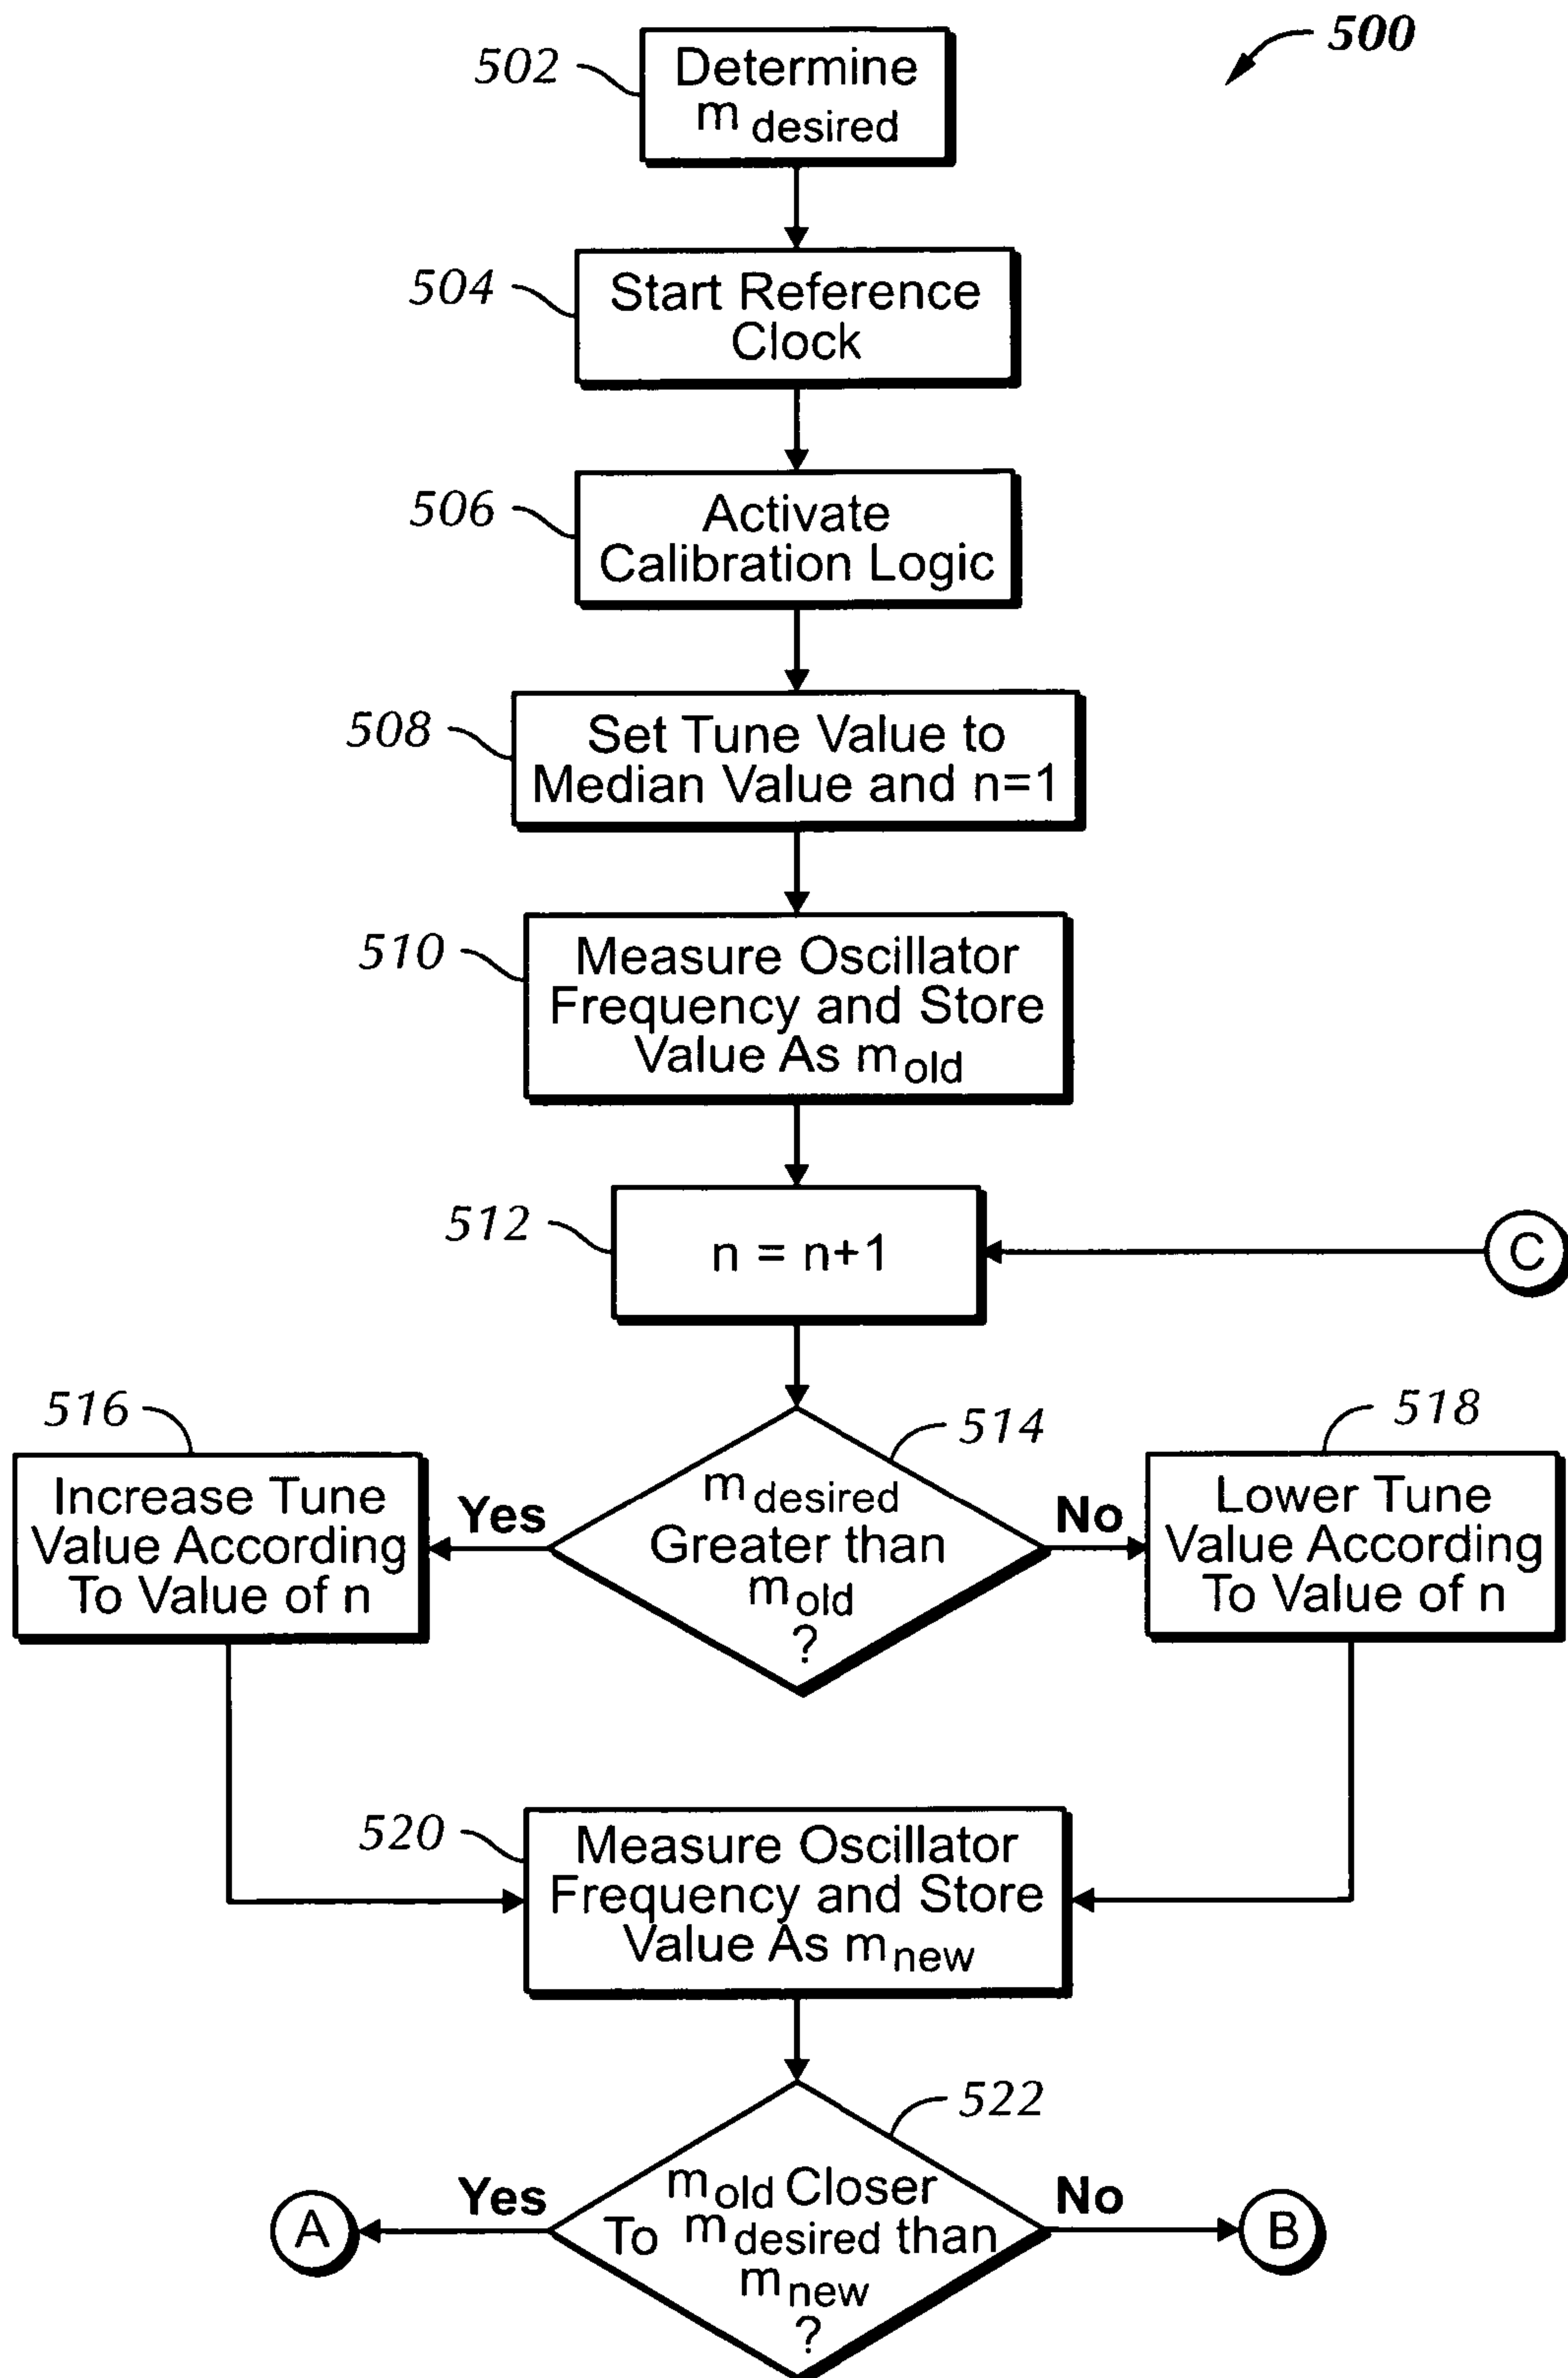 500
502
Determine
m desired
504
Start Reference
Clock
506
Activate
Calibration Logic
508
Set Tune Value to
Median Value and n=1
510
Measure Oscillator
Frequency and Store
Value As m old
512
n = n+1
C
514
m desired
Greater than
m old
?
Yes
No
516
Increase Tune
Value According
To Value of n
518
Lower Tune
Value According
To Value of n
520
Measure Oscillator
Frequency and Store
Value As m new
522
m old Closer
To m desired than
m new
?
Yes
No
A
B